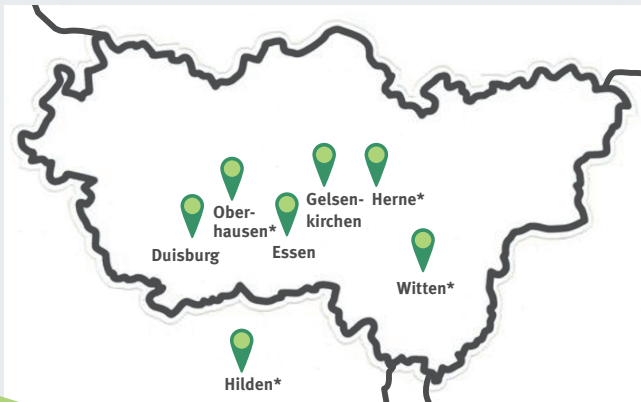 Gelsen-
kirchen
Herne*
Ober-
hausen*
Duisburg
Essen
Witten*
Hilden*